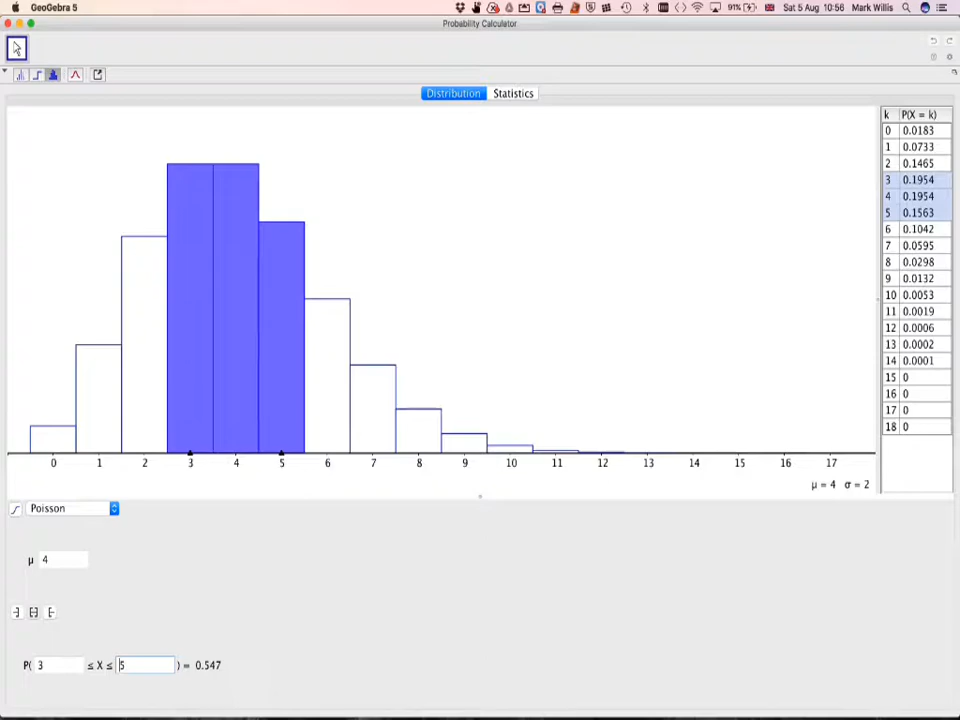 GeoGebra 5
91%
Sat 5 Aug 10:56
Mark Willis
Probability Calculator
Distribution
Statistics
k P(X = k)
0 0.0183
1 0.0733
2 0.1465
3 0.1954
4 0.1954
5 0.1563
6 0.1042
7 0.0595
8 0.0298
9 0.0132
10 0.0053
11 0.0019
12 0.0006
13 0.0002
14 0.0001
15 0
16 0
17 0
18 0
0 1 2 3 4 5 6 7 8 9 10 11 12 13 14 15 16 17
μ = 4 σ = 2
Poisson
μ 4
P( 3 ≤ X ≤ 5 ) = 0.547